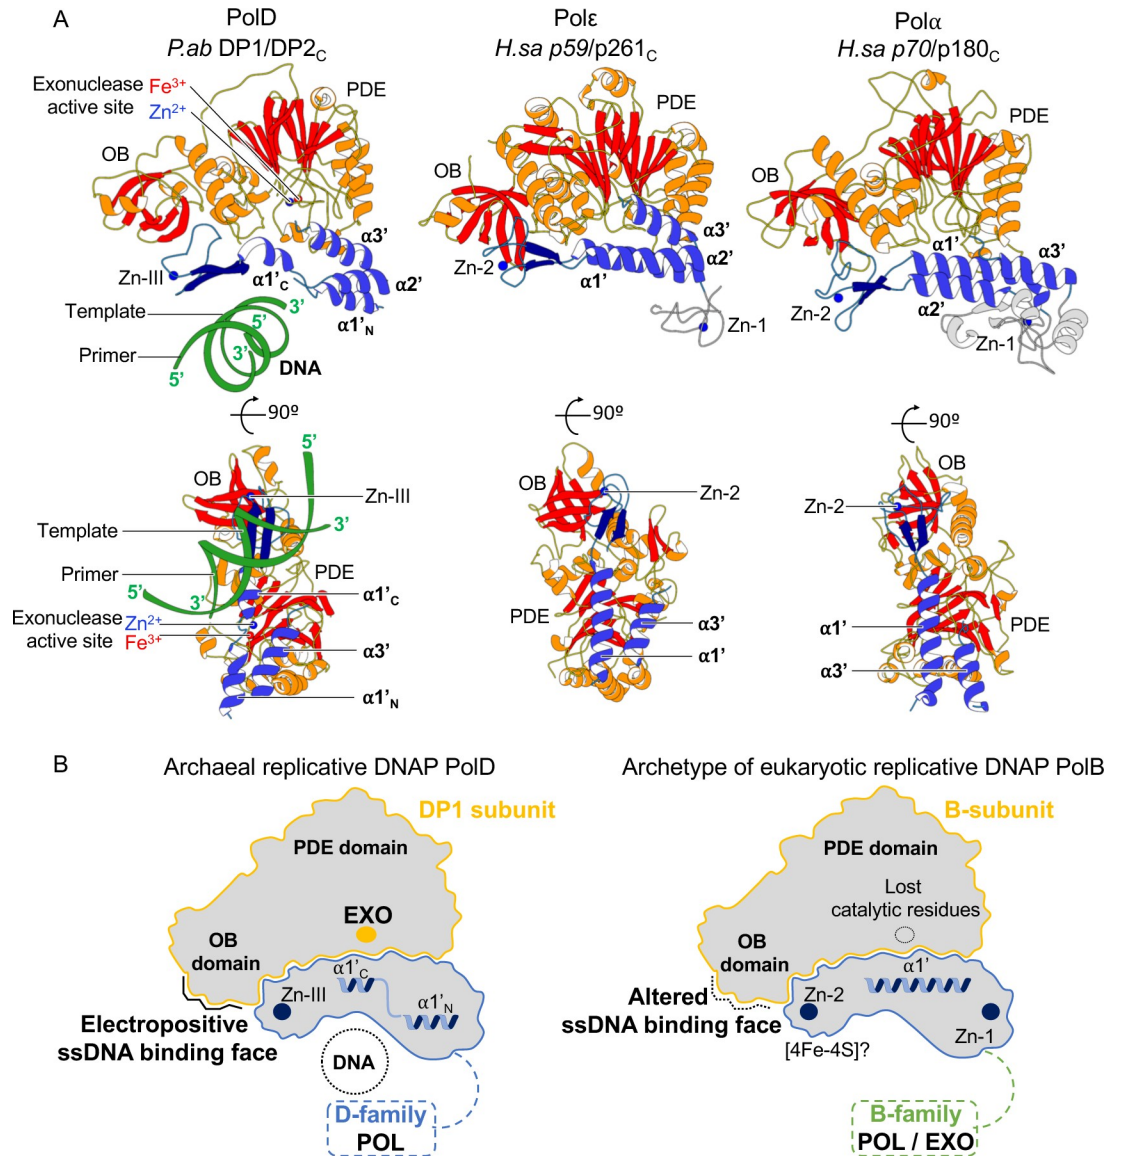 A
PolD
P.ab DP1/DP2C
Polε
H.sa p59/p261C
Polα
H.sa p70/p180C
Exonuclease Fe3+
active site Zn2+
PDE
OB
Zn-III
α1'C
α3'
α2'
α1'N
Template
Primer
3'
5'
3'
5'
DNA
PDE
OB
Zn-2
α1'
α3'
α2'
Zn-1
PDE
OB
Zn-2
α1'
α3'
α2'
Zn-1
90º
90º
90º
5'
OB
Zn-III
Template
3'
Primer
PDE
5'
3'
α1'C
Exonuclease Zn2+
active site Fe3+
α3'
α1'N
OB
Zn-2
PDE
α3'
α1'
OB
Zn-2
α1'
PDE
α3'
B
Archaeal replicative DNAP PolD
DP1 subunit
PDE domain
EXO
OB
domain
α1'C
Zn-III
α1'N
Electropositive
ssDNA binding face
DNA
D-family
POL
Archetype of eukaryotic replicative DNAP PolB
B-subunit
PDE domain
Lost
catalytic residues
OB
domain
α1'
Zn-2
Altered
ssDNA binding face
Zn-1
[4Fe-4S]?
B-family
POL / EXO